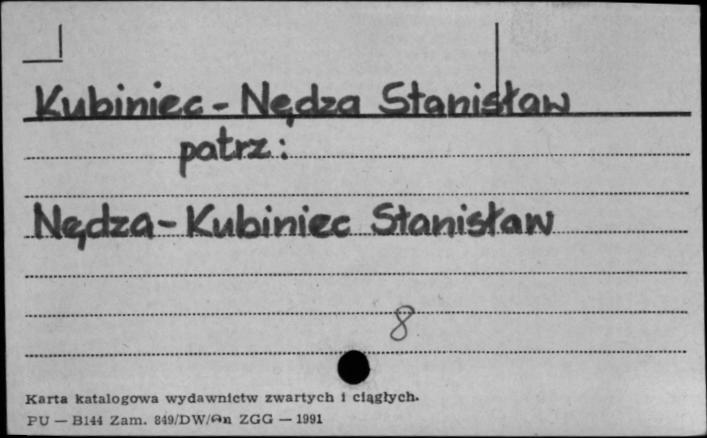 Kubiniec - Nędza Stanisław
patrz:
Nędza - Kubiniec Stanisław
8
Karta katalogowa wydawnictw zwartych i ciągłych.
PU — B144 Zam. 849/DW/ ZGG — 1991